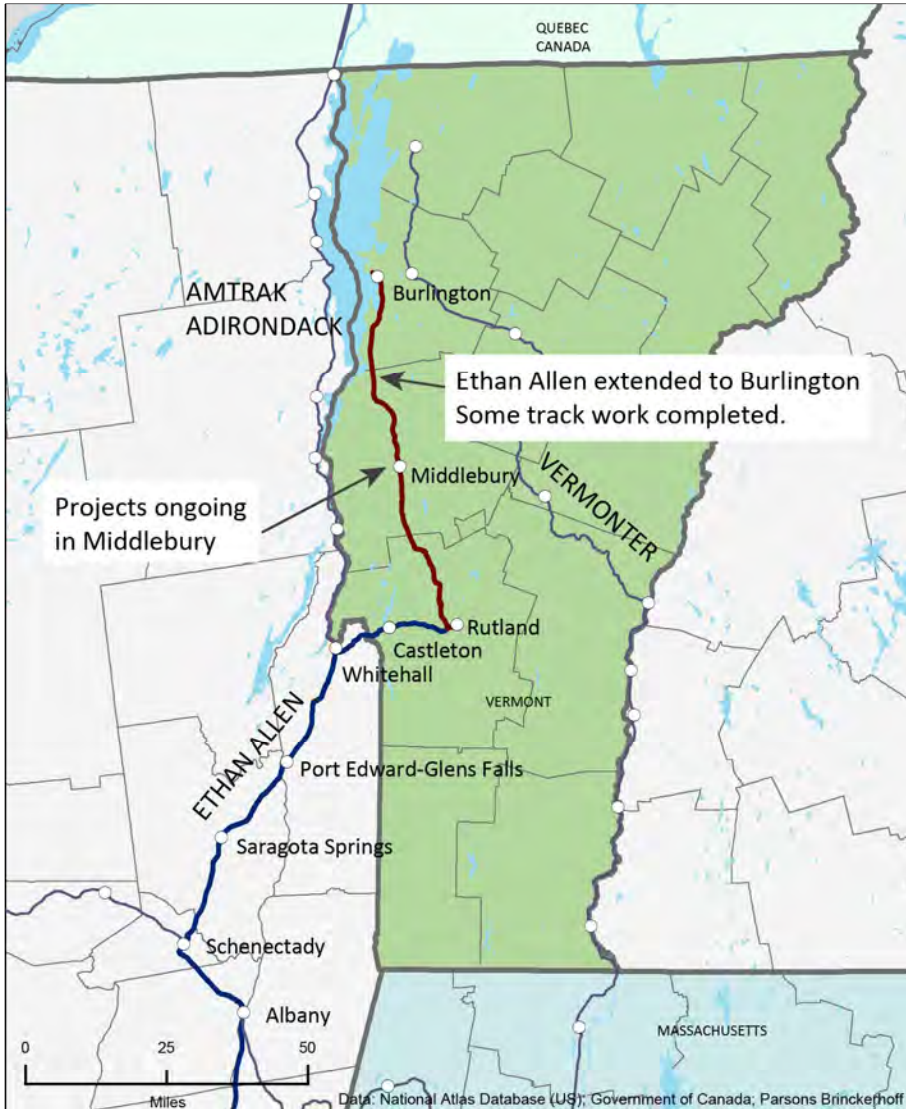 QUEBEC
CANADA
AMTRAK
ADIRONDACK
Burlington
Ethan Allen extended to Burlington
Some track work completed.
Middlebury
VERMONTER
Projects ongoing
in Middlebury
Rutland
Castleton
Whitehall
VERMONT
ETHAN ALLEN
Port Edward-Glens Falls
Saragota Springs
Schenectady
Albany
MASSACHUSETTS
0 25 50
Miles
Data: National Atlas Database (US); Government of Canada; Parsons Brinckerhoff